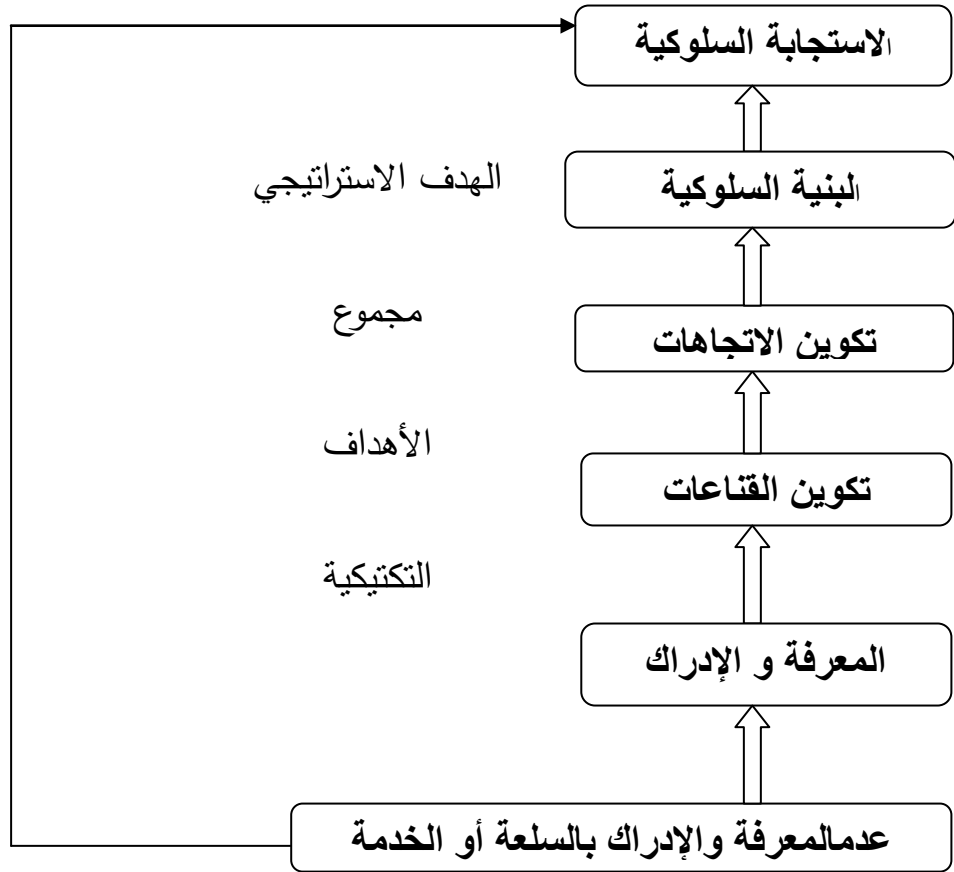 الاستجابة السلوكية
الهدف الاستراتيجي
البنية السلوكية
مجموع
تكوين الاتجاهات
الأهداف
تكوين القناعات
التكتيكية
المعرفة و الإدراك
عدمالمعرفة والإدراك بالسلعة أو الخدمة